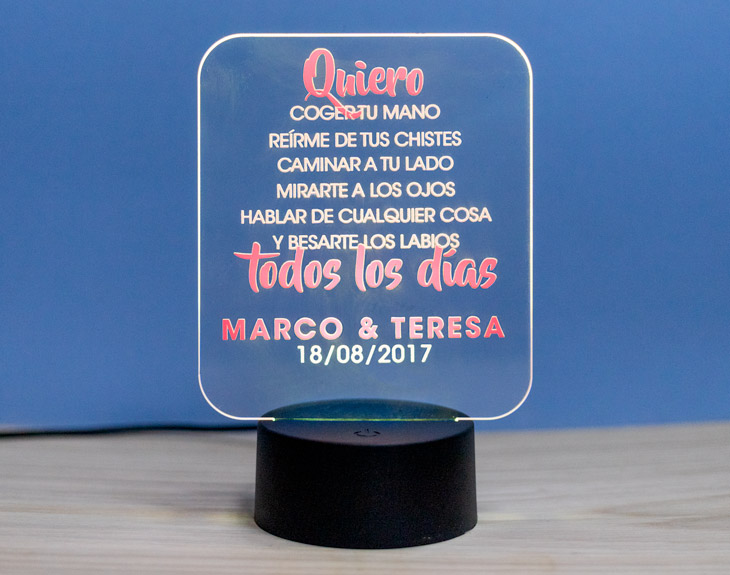 Quiero
COGER TU MANO
REÍRME DE TUS CHISTES
CAMINAR A TU LADO
MIRARTE A LOS OJOS
HABLAR DE CUALQUIER COSA
Y BESARTE LOS LABIOS
todos los días
MARCO & TERESA
18/08/2017